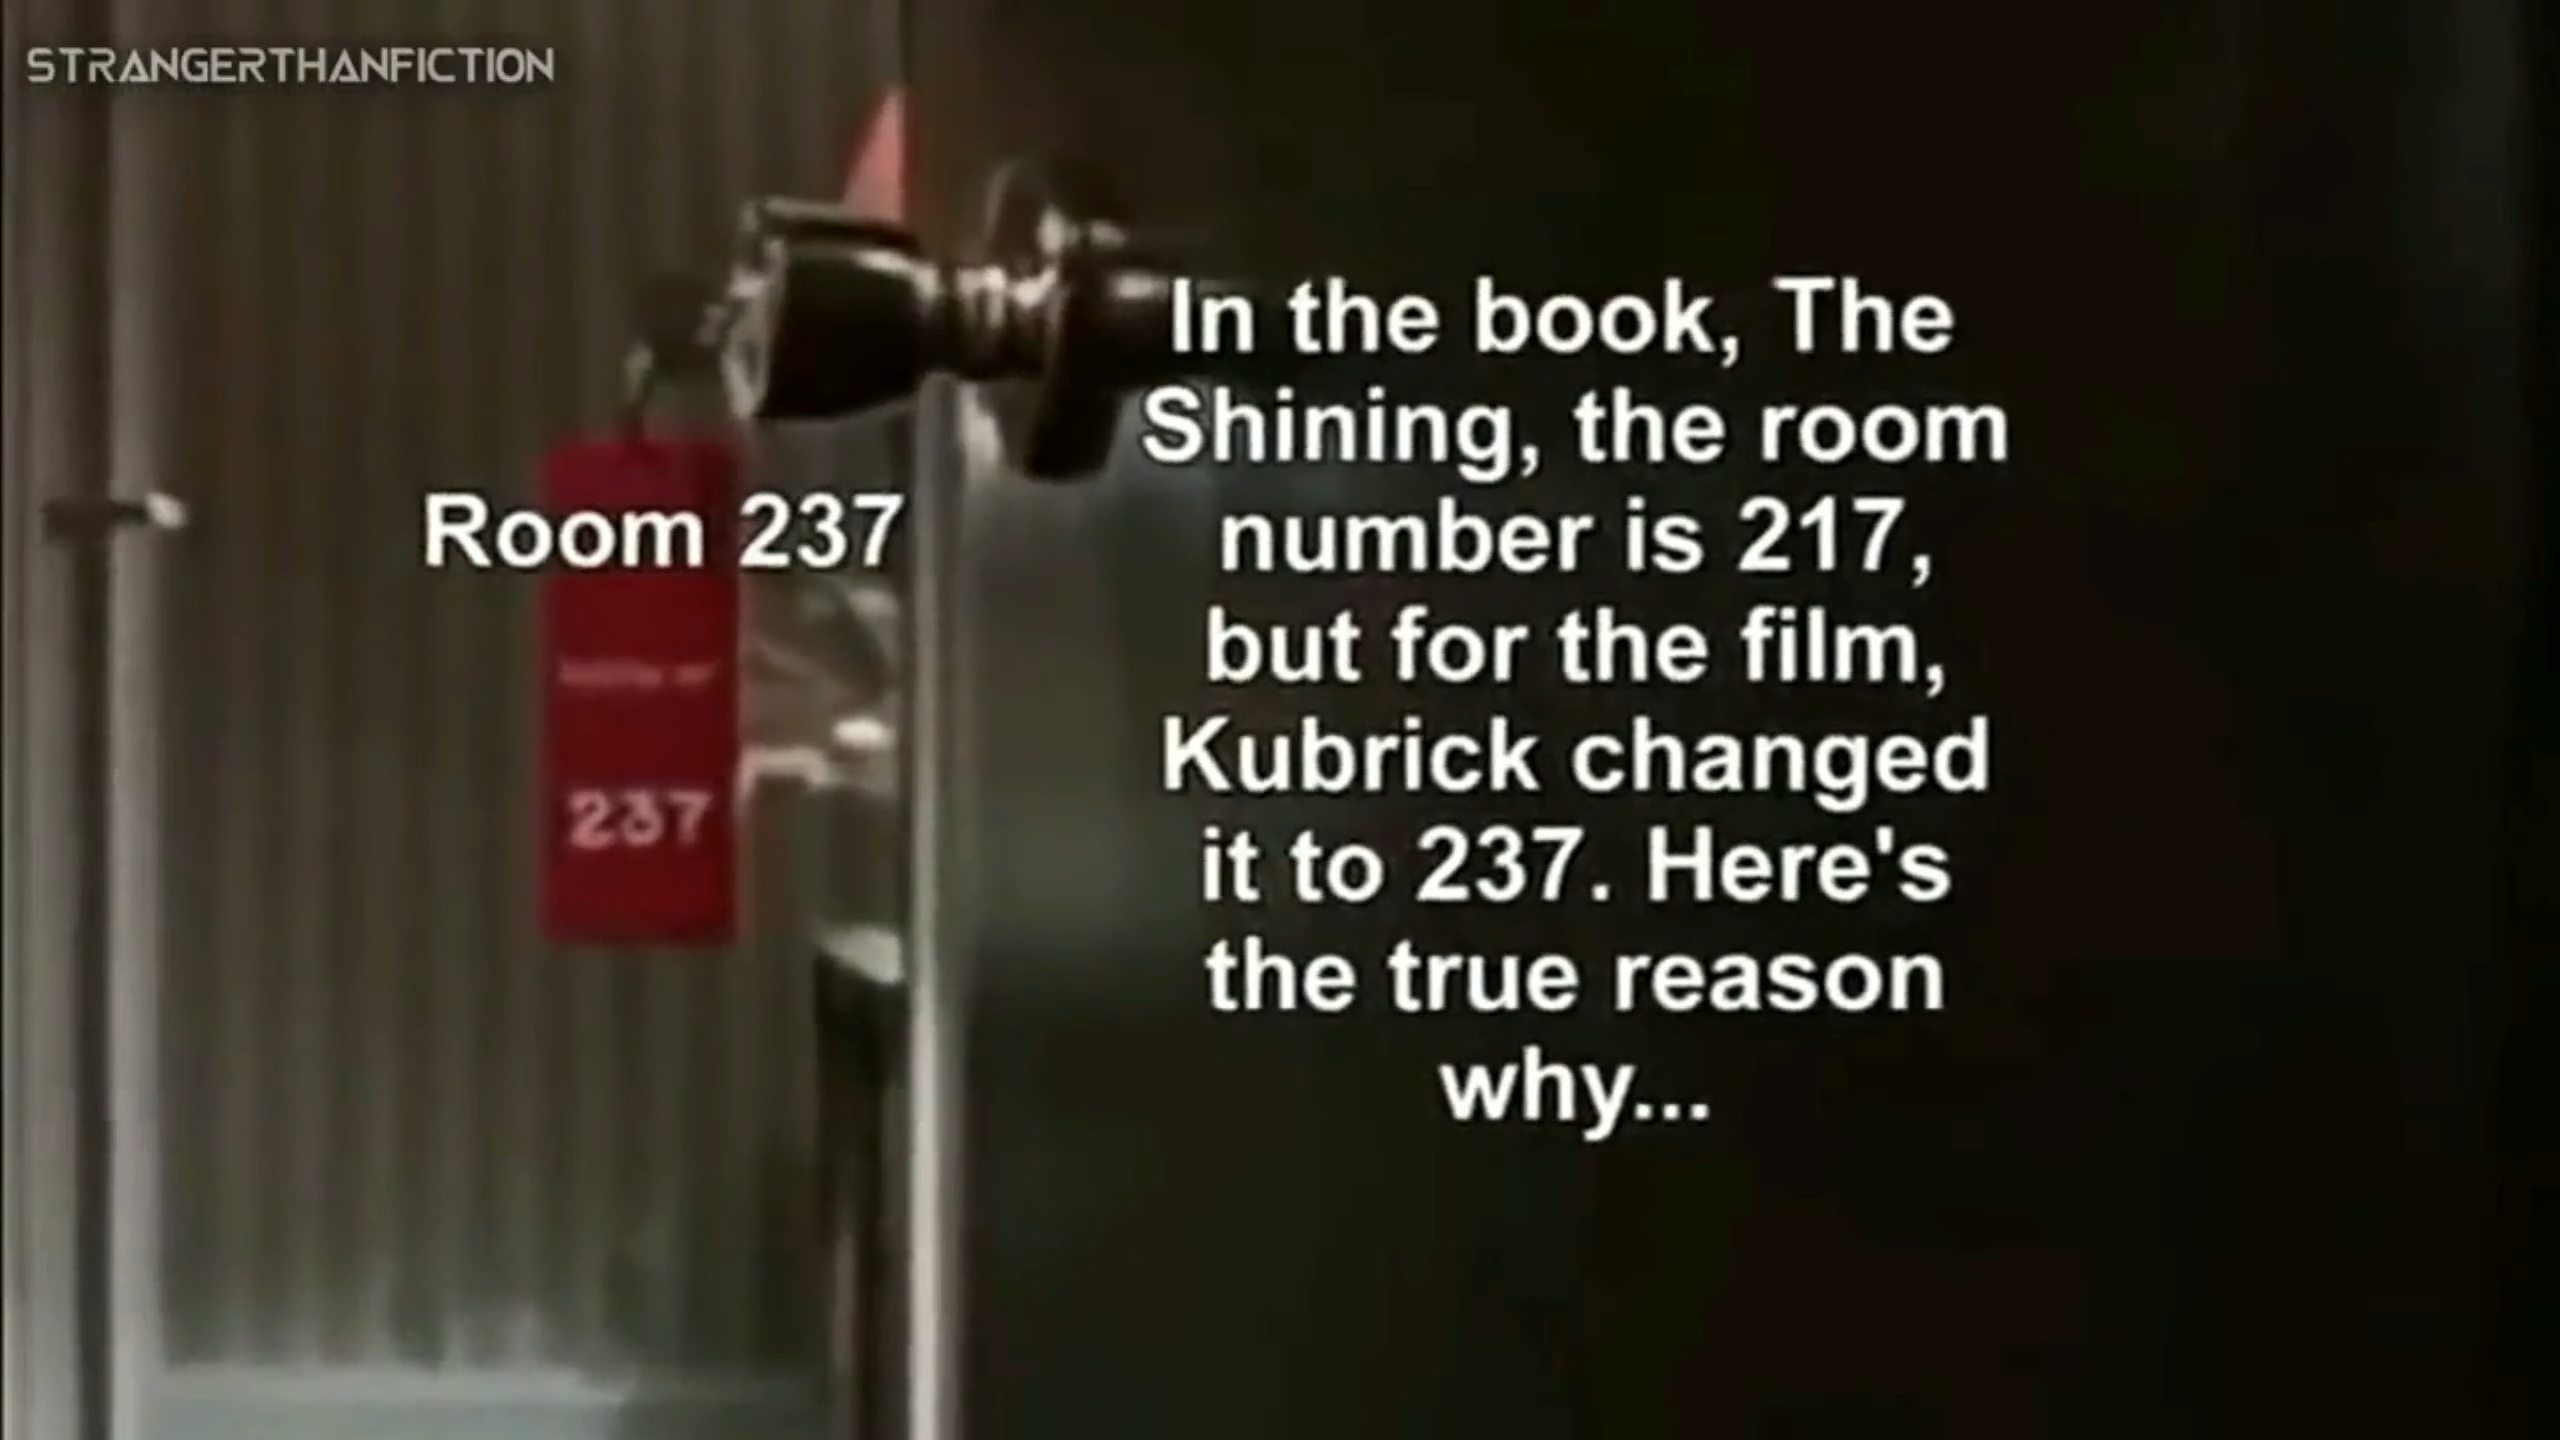 STRANGERTHANFICTION
Room 237
237
In the book, The
Shining, the room
number is 217,
but for the film,
Kubrick changed
it to 237. Here's
the true reason
why...